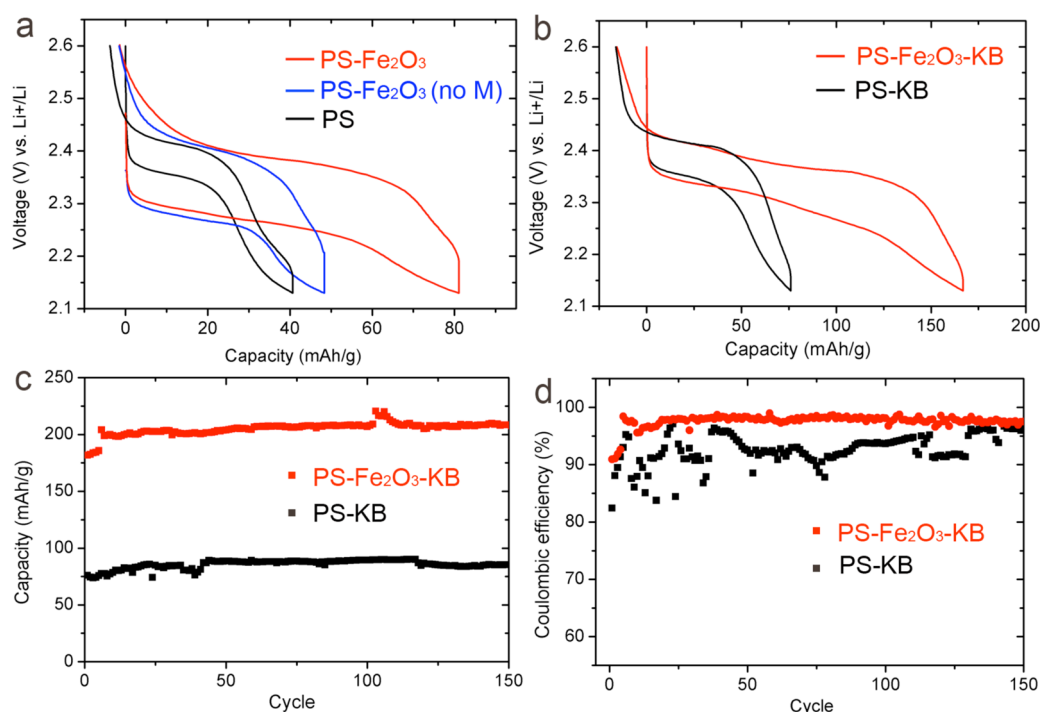 a
2.6
2.5
2.4
2.3
2.2
2.1
Voltage (V) vs. Li+/Li
PS-Fe₂O₃
PS-Fe₂O₃ (no M)
PS
0 20 40 60 80
Capacity (mAh/g)
b
2.6
2.5
2.4
2.3
2.2
2.1
Voltage (V) vs. Li+/Li
PS-Fe₂O₃-KB
PS-KB
0 50 100 150 200
Capacity (mAh/g)
c
250
200
150
100
50
0
Capacity (mAh/g)
PS-Fe₂O₃-KB
PS-KB
0 50 100 150
Cycle
d
100
90
80
70
60
Coulombic efficiency (%)
PS-Fe₂O₃-KB
PS-KB
0 50 100 150
Cycle